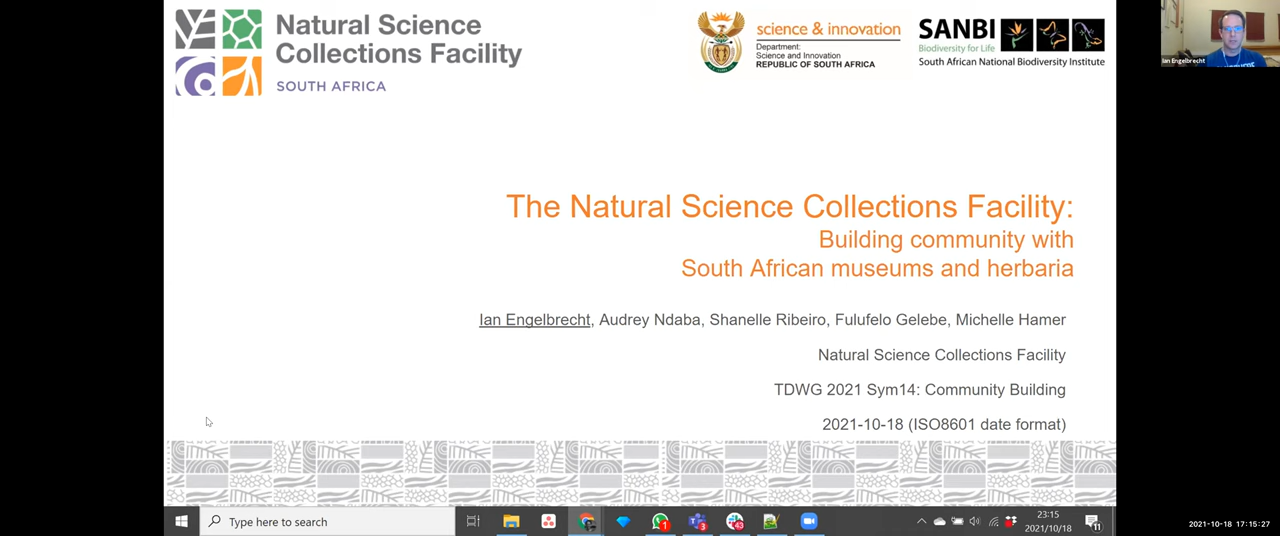 Natural Science
Collections Facility
SOUTH AFRICA
science & innovation
Department:
Science and Innovation
REPUBLIC OF SOUTH AFRICA
SANBI
Biodiversity for Life
South African National Biodiversity Institute
Ian Engelbrecht
The Natural Science Collections Facility:
Building community with
South African museums and herbaria
Ian Engelbrecht, Audrey Ndaba, Shanelle Ribeiro, Fulufelo Gelebe, Michelle Hamer
Natural Science Collections Facility
TDWG 2021 Sym14: Community Building
2021-10-18 (ISO8601 date format)
Type here to search
1
3
43
23:15
2021/10/18
11
2021-10-18 17:15:27